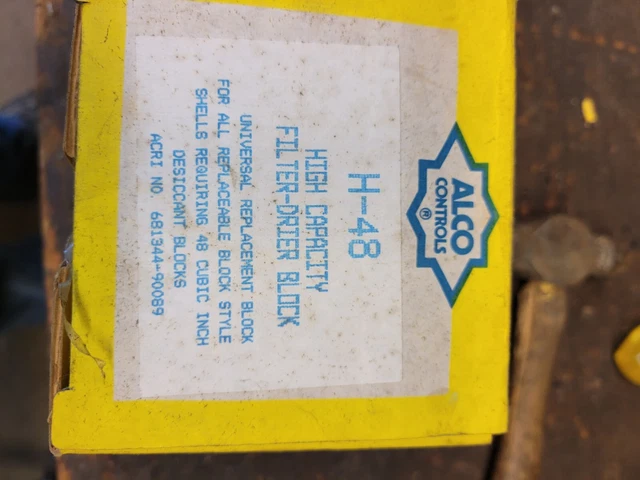 ALCO
CONTROLS
®
H-48
HIGH CAPACITY
FILTER-DRIER BLOCK
UNIVERSAL REPLACEMENT BLOCK
FOR ALL REPLACEABLE BLOCK STYLE
SHELLS REQUIRING 48 CUBIC INCH
DESICCANT BLOCKS
ACRI NO. 681344-90089